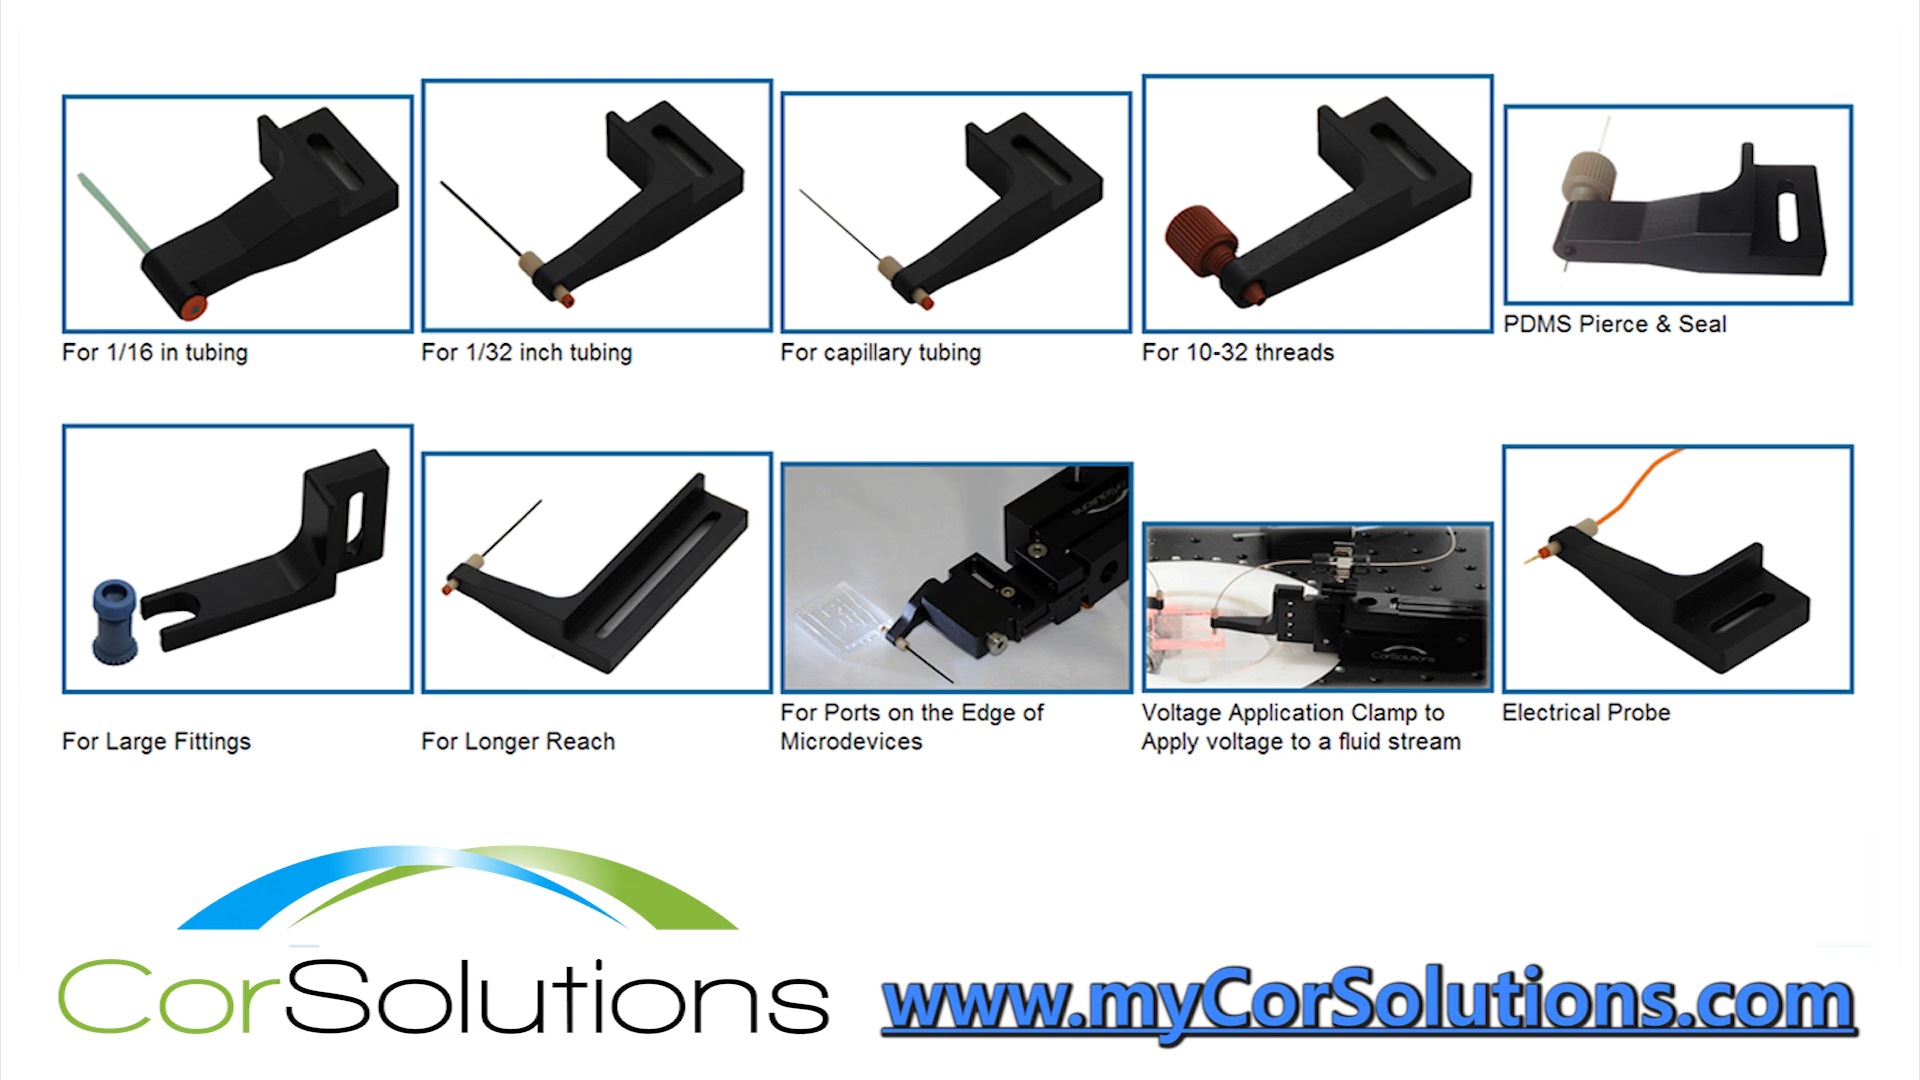 For 1/16 in tubing
For 1/32 inch tubing
For capillary tubing
For 10-32 threads
PDMS Pierce & Seal
For Large Fittings
For Longer Reach
For Ports on the Edge of
Microdevices
CorSolutions
Voltage Application Clamp to
Apply voltage to a fluid stream
Electrical Probe
CorSolutions
www.myCorSolutions.com